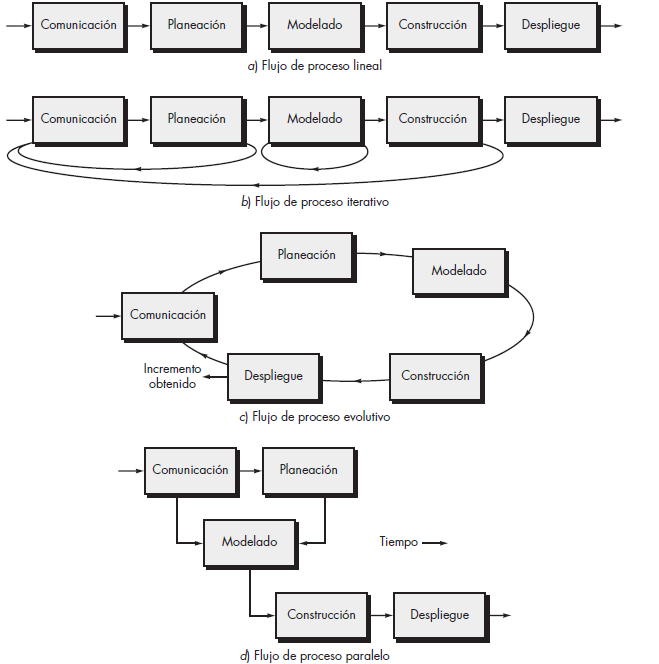 Comunicación Planeación Modelado Construcción Despliegue
a) Flujo de proceso lineal
Comunicación Planeación Modelado Construcción Despliegue
b) Flujo de proceso iterativo
Planeación
Modelado
Comunicación
Incremento
obtenido
Despliegue
Construcción
c) Flujo de proceso evolutivo
Comunicación Planeación
Modelado
Tiempo
Construcción Despliegue
d) Flujo de proceso paralelo